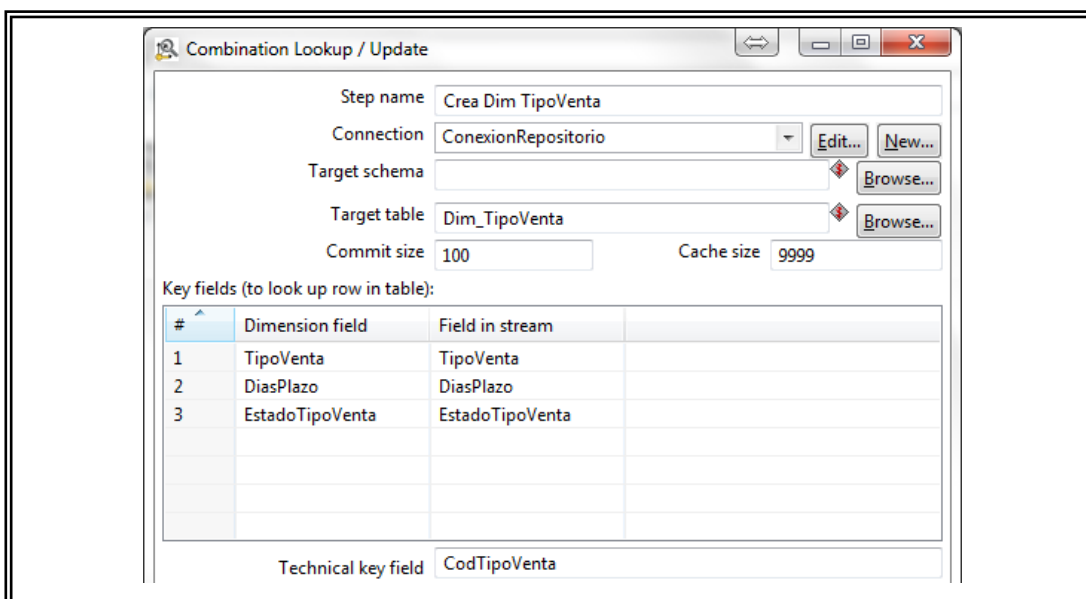 Combination Lookup / Update
Step name Crea Dim TipoVenta
Connection ConexionRepositorio Edit... New...
Target schema Browse...
Target table Dim_TipoVenta Browse...
Commit size 100 Cache size 9999
Key fields (to look up row in table):
# Dimension field Field in stream
1 TipoVenta TipoVenta
2 DiasPlazo DiasPlazo
3 EstadoTipoVenta EstadoTipoVenta
Technical key field CodTipoVenta